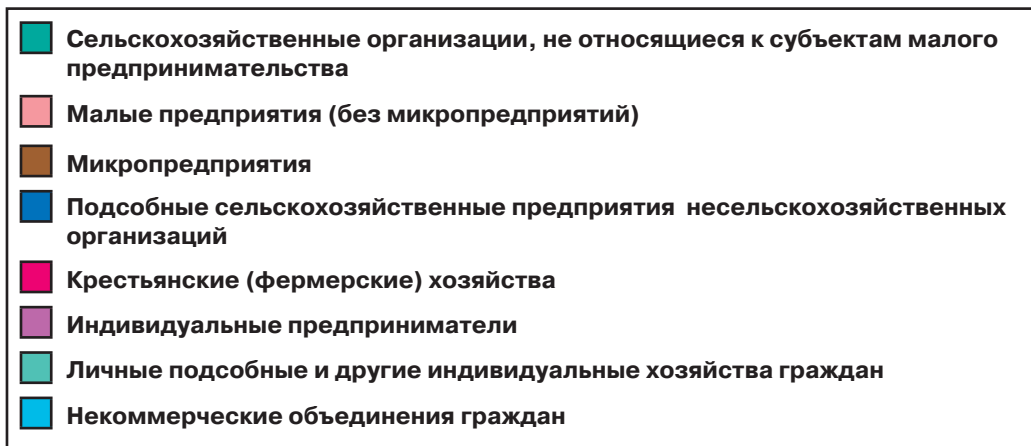 Сельскохозяйственные организации, не относящиеся к субъектам малого
предпринимательства
Малые предприятия (без микропредприятий)
Микропредприятия
Подсобные сельскохозяйственные предприятия несельскохозяйственных
организаций
Крестьянские (фермерские) хозяйства
Индивидуальные предприниматели
Личные подсобные и другие индивидуальные хозяйства граждан
Некоммерческие объединения граждан